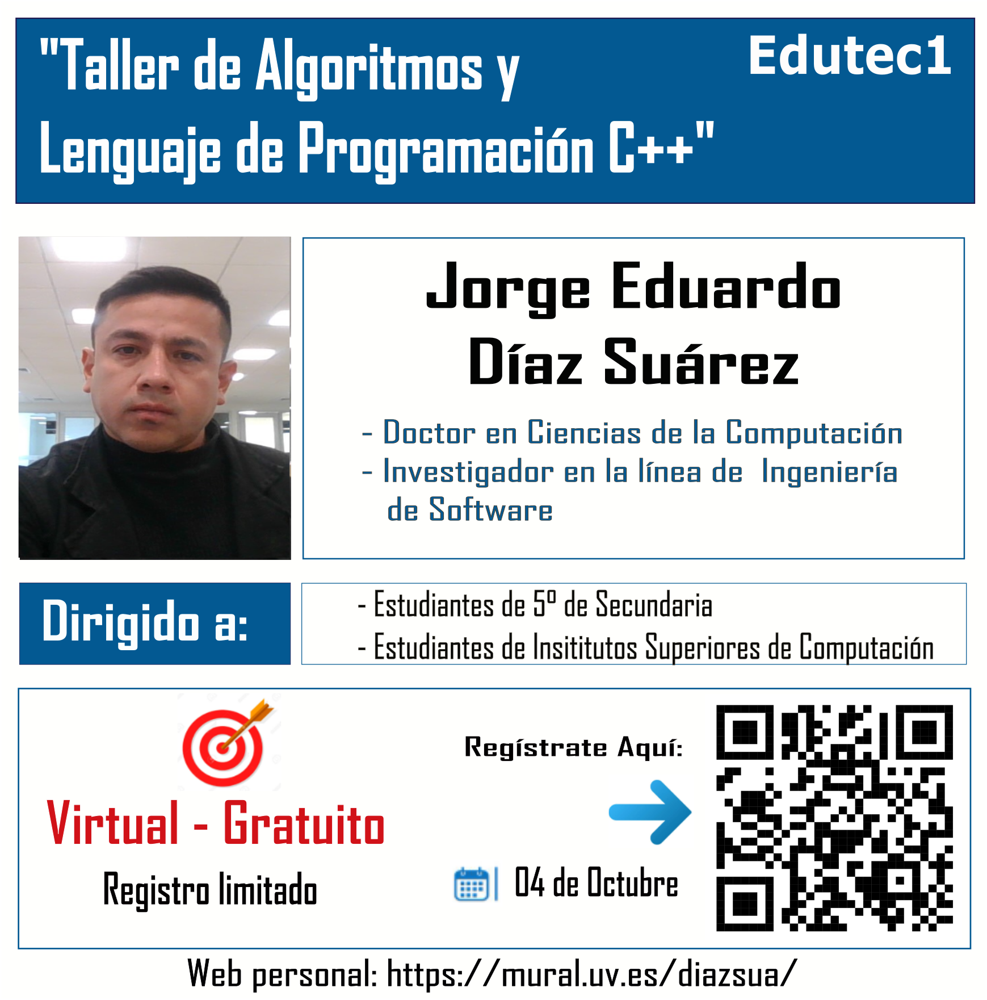 "Taller de Algoritmos y
Edutec1
Lenguaje de Programación C++"
Jorge Eduardo
Díaz Suárez
- Doctor en Ciencias de la Computación
- Investigador en la línea de Ingeniería
de Software
Dirigido a:
- Estudiantes de 5º de Secundaria
- Estudiantes de Insititutos Superiores de Computación
Regístrate Aquí:
Virtual - Gratuito
Registro limitado
04 de Octubre
Web personal: https://mural.uv.es/diazsua/